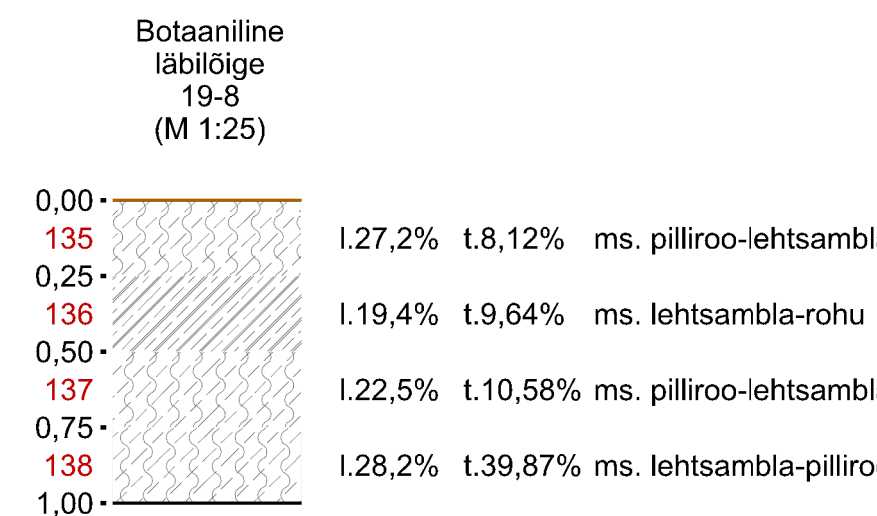 Botaaniline
läbilõige
19-8
(M 1:25)
0,00
135 l.27,2% t.8,12% ms. pilliroo-lehtsambl
0,25
136 l.19,4% t.9,64% ms. lehtsambla-rohu
0,50
137 l.22,5% t.10,58% ms. pilliroo-lehtsambl
0,75
138 l.28,2% t.39,87% ms. lehtsambla-pilliro
1,00